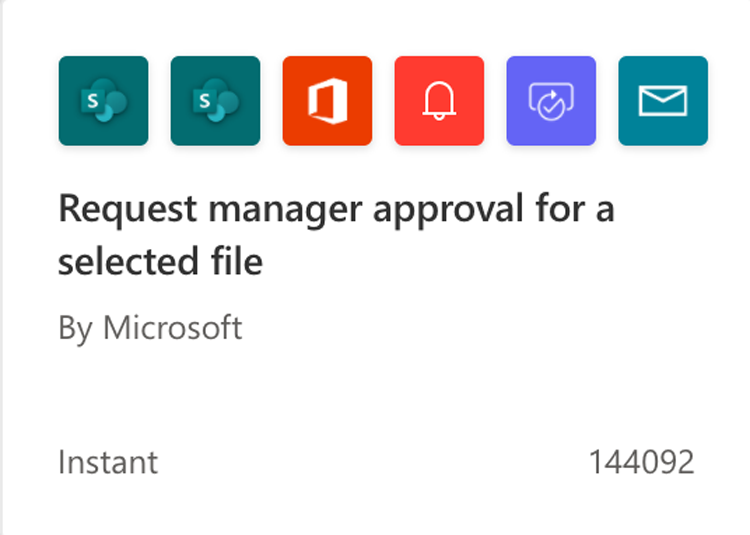 S S
Request manager approval for a
selected file
By Microsoft
Instant 144092